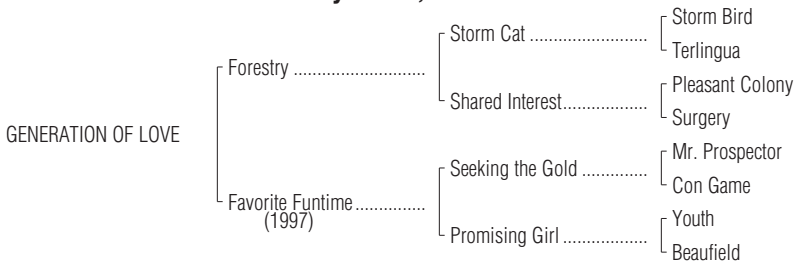 Storm Bird
Storm Cat .........................
Terlingua
Forestry ............................
Pleasant Colony
Shared Interest..................
Surgery
GENERATION OF LOVE
Mr. Prospector
Seeking the Gold ..............
Con Game
Favorite Funtime ...............
(1997)
Youth
Promising Girl ..................
Beaufield